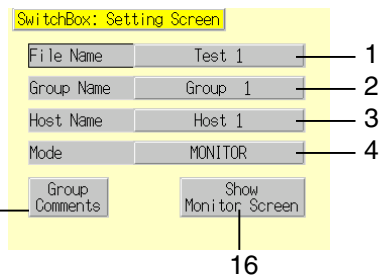 SwitchBox: Setting Screen
File Name Test 1 1
Group Name Group 1 2
Host Name Host 1 3
Mode MONITOR 4
Group Comments
Show Monitor Screen
16